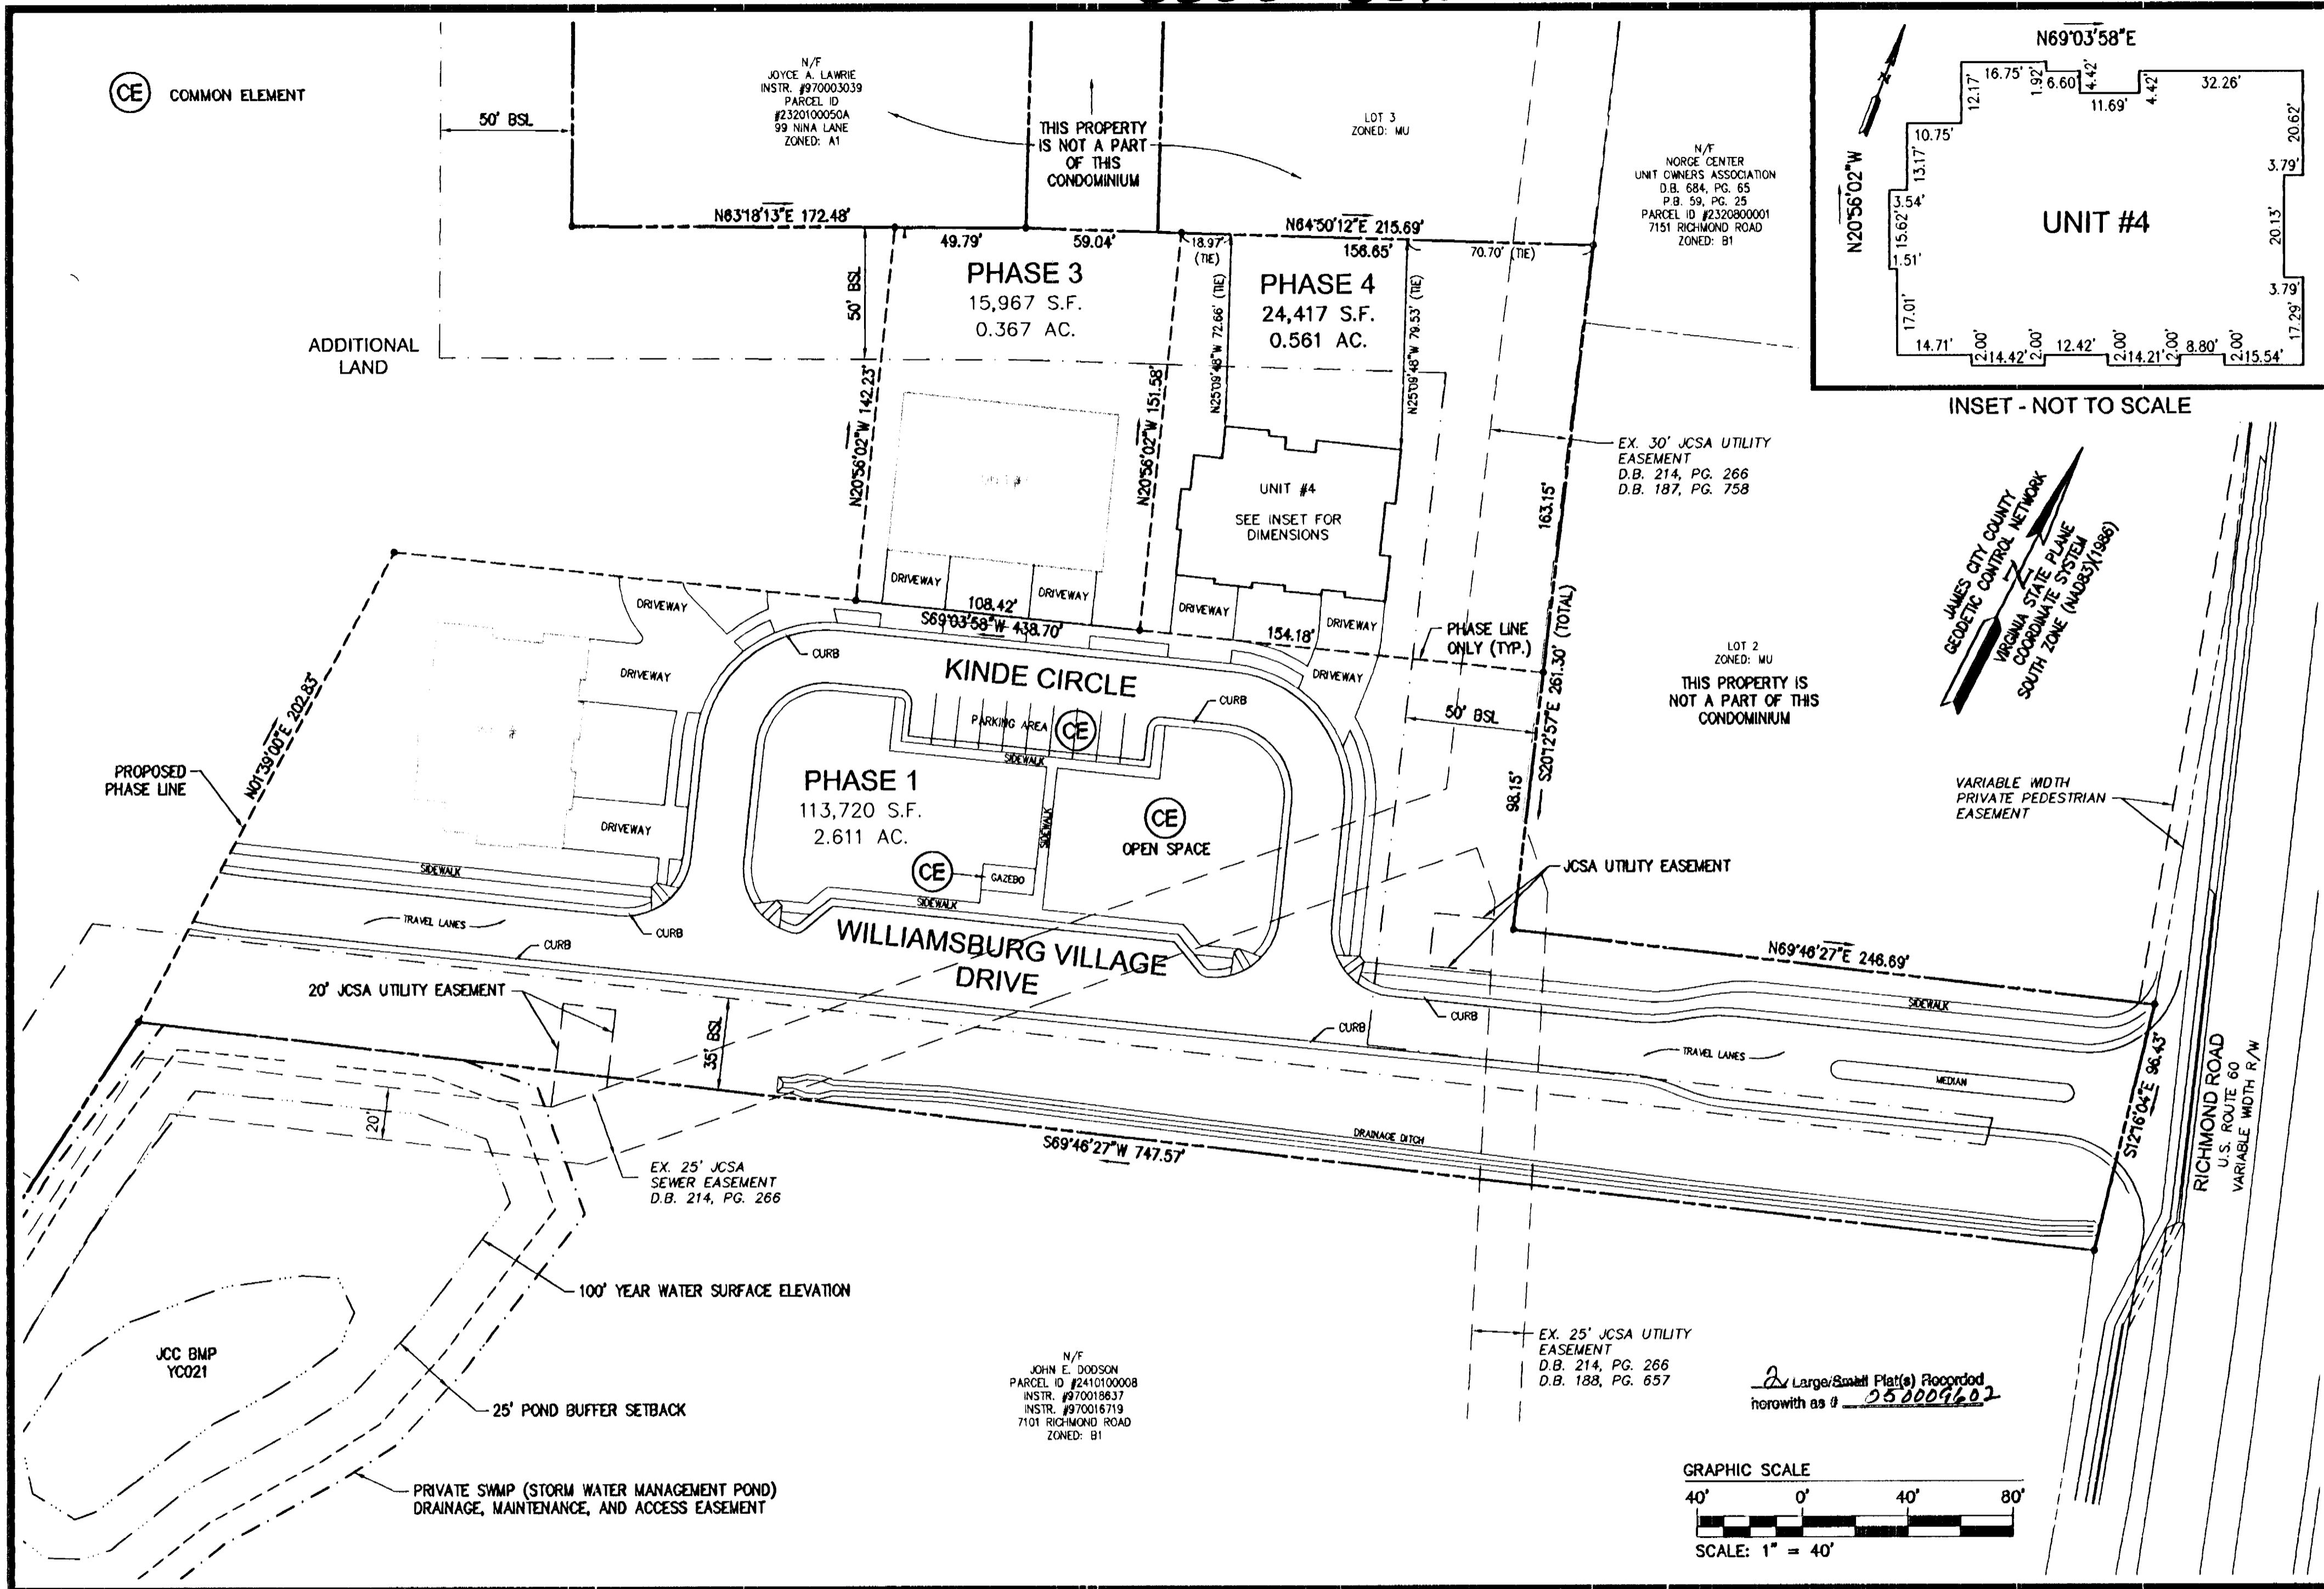 CE COMMON ELEMENT
50' BSL
N/F
JOYCE A. LAWRIE
INSTR. #970003039
PARCEL ID
#2320100050A
99 NINA LANE
ZONED: A1
THIS PROPERTY
IS NOT A PART
OF THIS
CONDOMINIUM
LOT 3
ZONED: MU
N/F
NORGE CENTER
UNIT OWNERS ASSOCIATION
D.B. 684, PG. 65
P.B. 59, PG. 25
PARCEL ID #2320800001
7151 RICHMOND ROAD
ZONED: B1
N69°03'58"E
N20°56'02"W
16.75'
1.92'
6.60'
4.42'
11.69'
4.42'
32.26'
12.17'
10.75'
13.17'
3.54'
15.62'
1.51'
17.01'
20.62'
3.79'
20.13'
3.79'
17.29'
UNIT #4
14.71'
2.00'
14.42'
2.00'
12.42'
2.00'
14.21'
2.00'
8.80'
2.00'
15.54'
INSET - NOT TO SCALE
N63°18'13"E 172.48'
49.79'
59.04'
N64°50'12"E 215.69'
18.97'
(TIE)
156.65'
70.70' (TIE)
50' BSL
PHASE 3
15,967 S.F.
0.367 AC.
PHASE 4
24,417 S.F.
0.561 AC.
N25°09'48"W 72.66' (TIE)
N25°09'48"W 79.53' (TIE)
ADDITIONAL
LAND
N20°56'02"W 142.23'
N20°56'02"W 151.58'
EX. 30' JCSA UTILITY
EASEMENT
D.B. 214, PG. 266
D.B. 187, PG. 758
UNIT #4
SEE INSET FOR
DIMENSIONS
163.15'
JAMES CITY COUNTY
GEODETIC CONTROL NETWORK
VIRGINIA STATE PLANE
COORDINATE SYSTEM
SOUTH ZONE (NAD83)(1986)
DRIVEWAY
DRIVEWAY
DRIVEWAY
DRIVEWAY
DRIVEWAY
108.42'
S69°03'58"W 438.70'
154.18'
PHASE LINE
ONLY (TYP.)
CURB
KINDE CIRCLE
DRIVEWAY
DRIVEWAY
CURB
PARKING AREA
CE
SIDEWALK
50' BSL
S20°12'57"E 261.30' (TOTAL)
LOT 2
ZONED: MU
THIS PROPERTY IS
NOT A PART OF THIS
CONDOMINIUM
N01°39'00"E 202.83'
PROPOSED
PHASE LINE
PHASE 1
113,720 S.F.
2.611 AC.
98.15'
VARIABLE WIDTH
PRIVATE PEDESTRIAN
EASEMENT
DRIVEWAY
SIDEWALK
CE
OPEN SPACE
CE
GAZEBO
JCSA UTILITY EASEMENT
SIDEWALK
SIDEWALK
TRAVEL LANES
CURB
CURB
WILLIAMSBURG VILLAGE
DRIVE
N69°46'27"E 246.69'
SIDEWALK
20' JCSA UTILITY EASEMENT
35' BSL
CURB
CURB
TRAVEL LANES
MEDIAN
S12°16'04"E 96.43'
RICHMOND ROAD
U.S. ROUTE 60
VARIABLE WIDTH R/W
20'
DRAINAGE DITCH
S69°46'27"W 747.57'
EX. 25' JCSA
SEWER EASEMENT
D.B. 214, PG. 266
100' YEAR WATER SURFACE ELEVATION
JCC BMP
YC021
25' POND BUFFER SETBACK
N/F
JOHN E. DODSON
PARCEL ID #2410100008
INSTR. #970018637
INSTR. #970016719
7101 RICHMOND ROAD
ZONED: B1
EX. 25' JCSA UTILITY
EASEMENT
D.B. 214, PG. 266
D.B. 188, PG. 657
2 Large/Small Plat(s) Recorded
herewith as # 050009602
PRIVATE SWMP (STORM WATER MANAGEMENT POND)
DRAINAGE, MAINTENANCE, AND ACCESS EASEMENT
GRAPHIC SCALE
40' 0' 40' 80'
SCALE: 1" = 40'